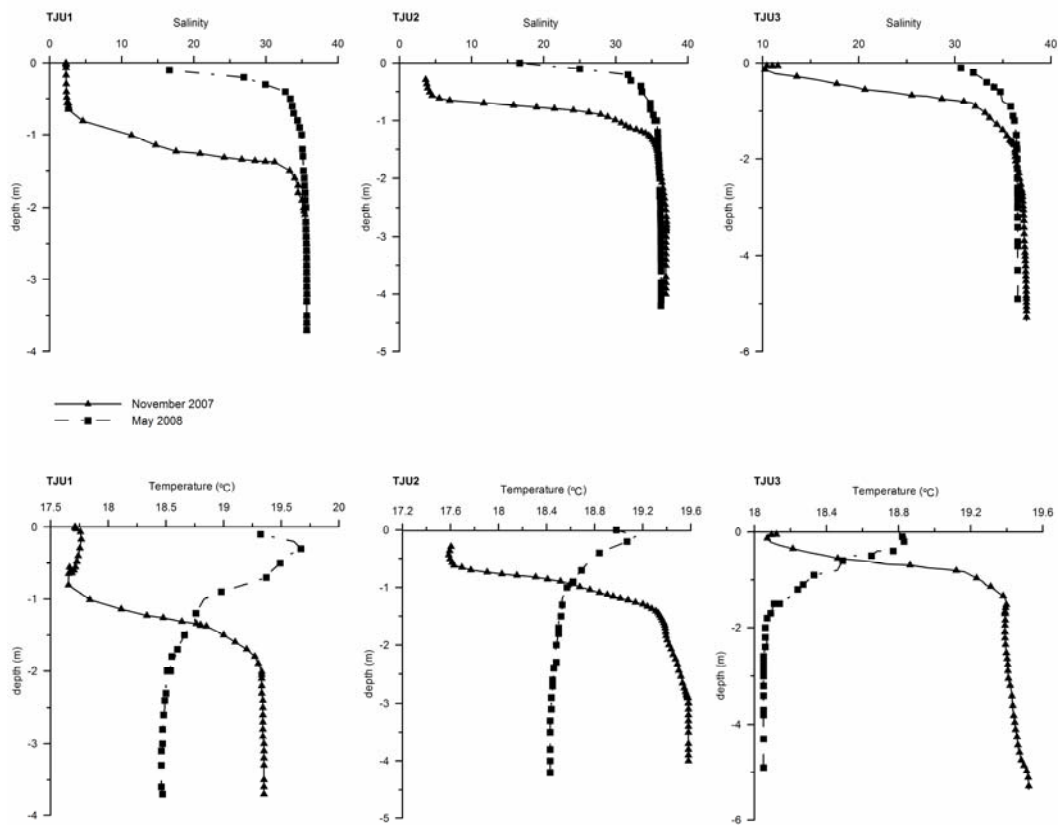 TJU1 Salinity
0 10 20 30 40
0
-1
-2
-3
-4
depth (m)
TJU2 Salinity
0 10 20 30 40
0
-1
-2
-3
-4
-5
depth (m)
TJU3 Salinity
10 20 30 40
0
-2
-4
-6
depth (m)
November 2007
May 2008
TJU1 Temperature (ºC)
17.5 18 18.5 19 19.5 20
0
-1
-2
-3
-4
depth (m)
TJU2 Temperature (ºC)
17.2 17.6 18 18.4 18.8 19.2 19.6
0
-1
-2
-3
-4
-5
depth (m)
TJU3 Temperature (ºC)
18 18.4 18.8 19.2 19.6
0
-2
-4
-6
depth (m)